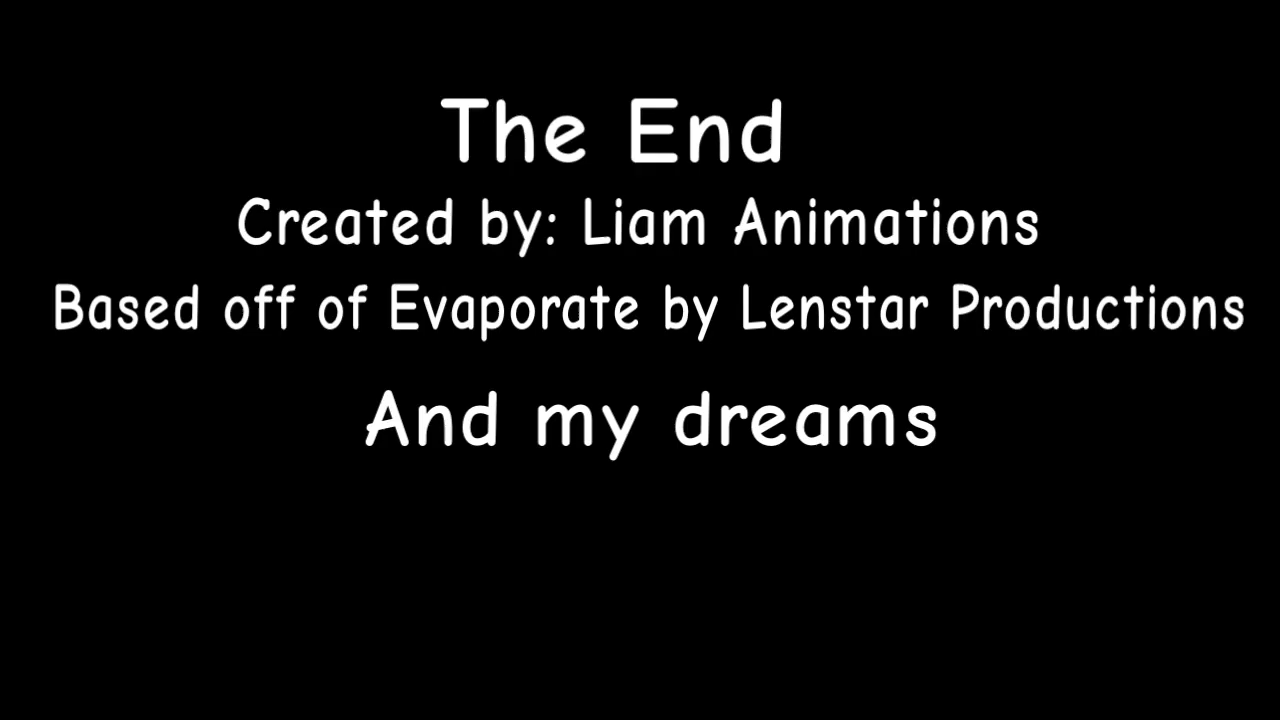 The End
Created by: Liam Animations
Based off of Evaporate by Lenstar Productions
And my dreams